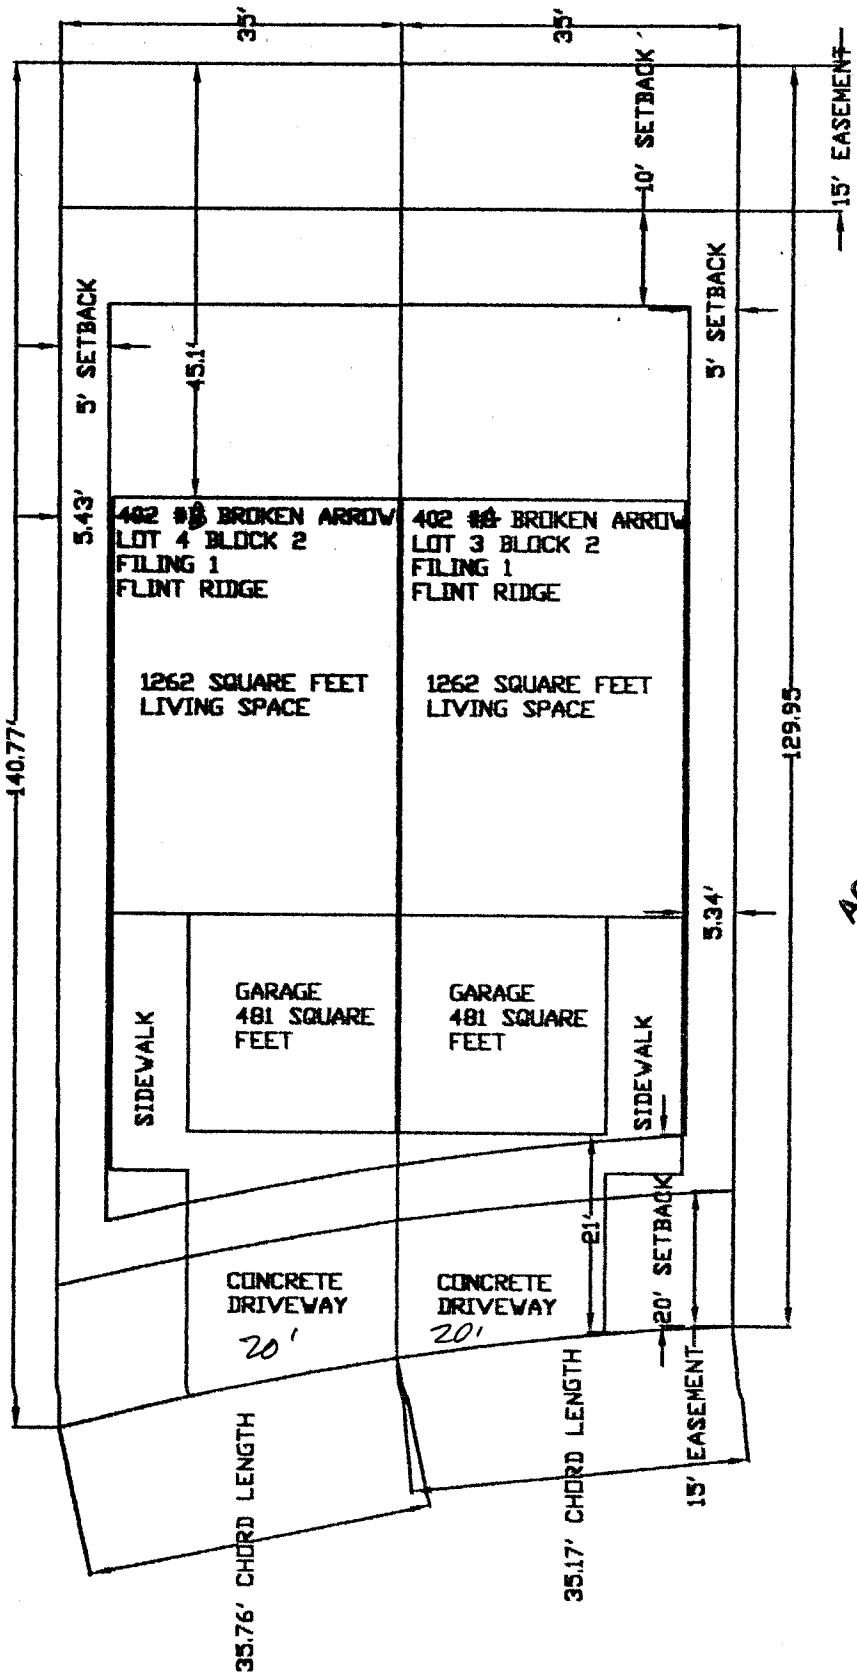 35'
35'
10' SETBACK
15' EASEMENT
5' SETBACK
5' SETBACK
45.1'
5.43'
402 BROKEN ARROW
LOT 4 BLOCK 2
FILING 1
FLINT RIDGE
402 BROKEN ARROW
LOT 3 BLOCK 2
FILING 1
FLINT RIDGE
1262 SQUARE FEET
LIVING SPACE
1262 SQUARE FEET
LIVING SPACE
140.77'
129.95
5.34'
GARAGE
481 SQUARE
FEET
GARAGE
481 SQUARE
FEET
SIDEWALK
SIDEWALK
21'
20' SETBACK
CONCRETE
DRIVEWAY
20'
CONCRETE
DRIVEWAY
20'
15' EASEMENT
35.76' CHORD LENGTH
35.17' CHORD LENGTH